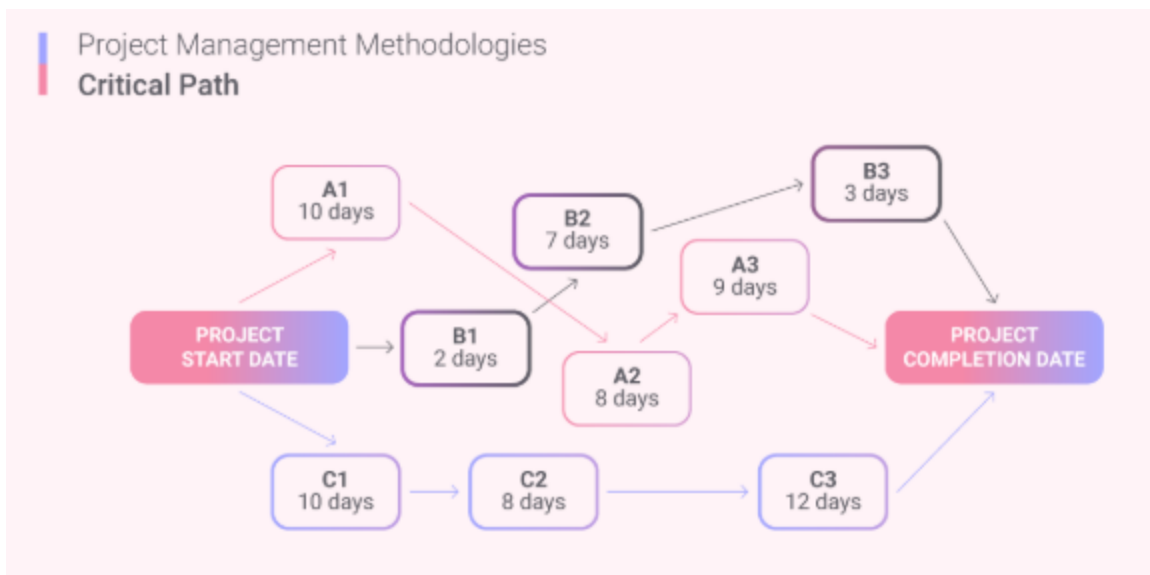 Project Management Methodologies
Critical Path
A1
10 days
B2
7 days
B3
3 days
A3
9 days
PROJECT
START DATE
B1
2 days
A2
8 days
PROJECT
COMPLETION DATE
C1
10 days
C2
8 days
C3
12 days